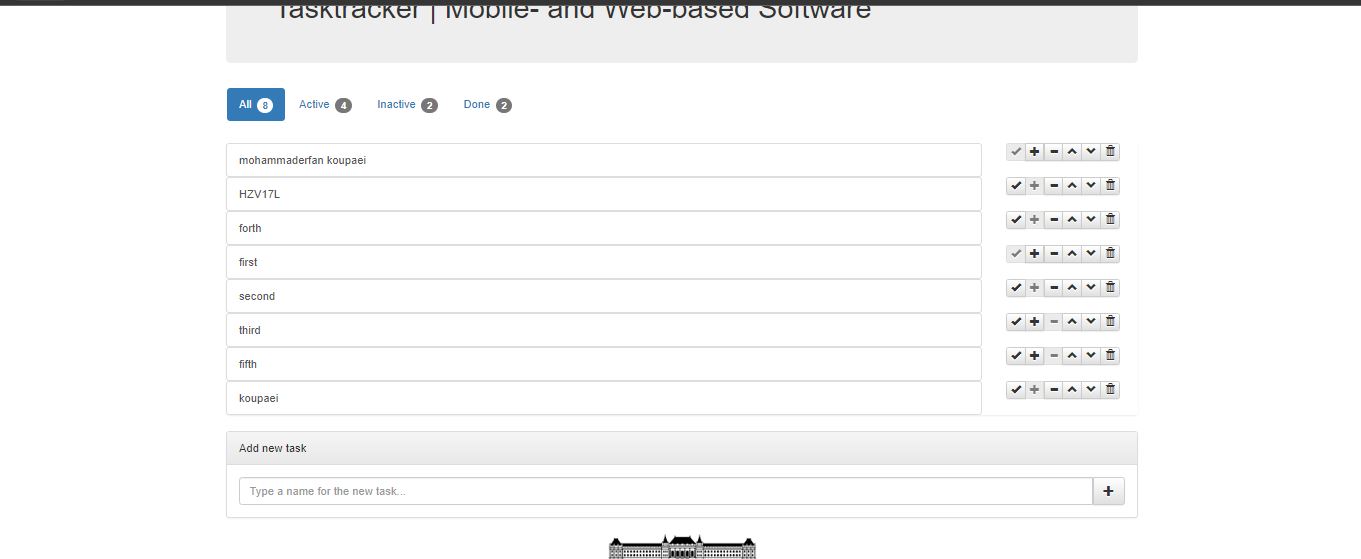 Tasktracker | Mobile- and Web-based Software
All 8 Active 4 Inactive 2 Done 2
mohammaderfan koupaei
HZV17L
forth
first
second
third
fifth
koupaei
Add new task
Type a name for the new task...